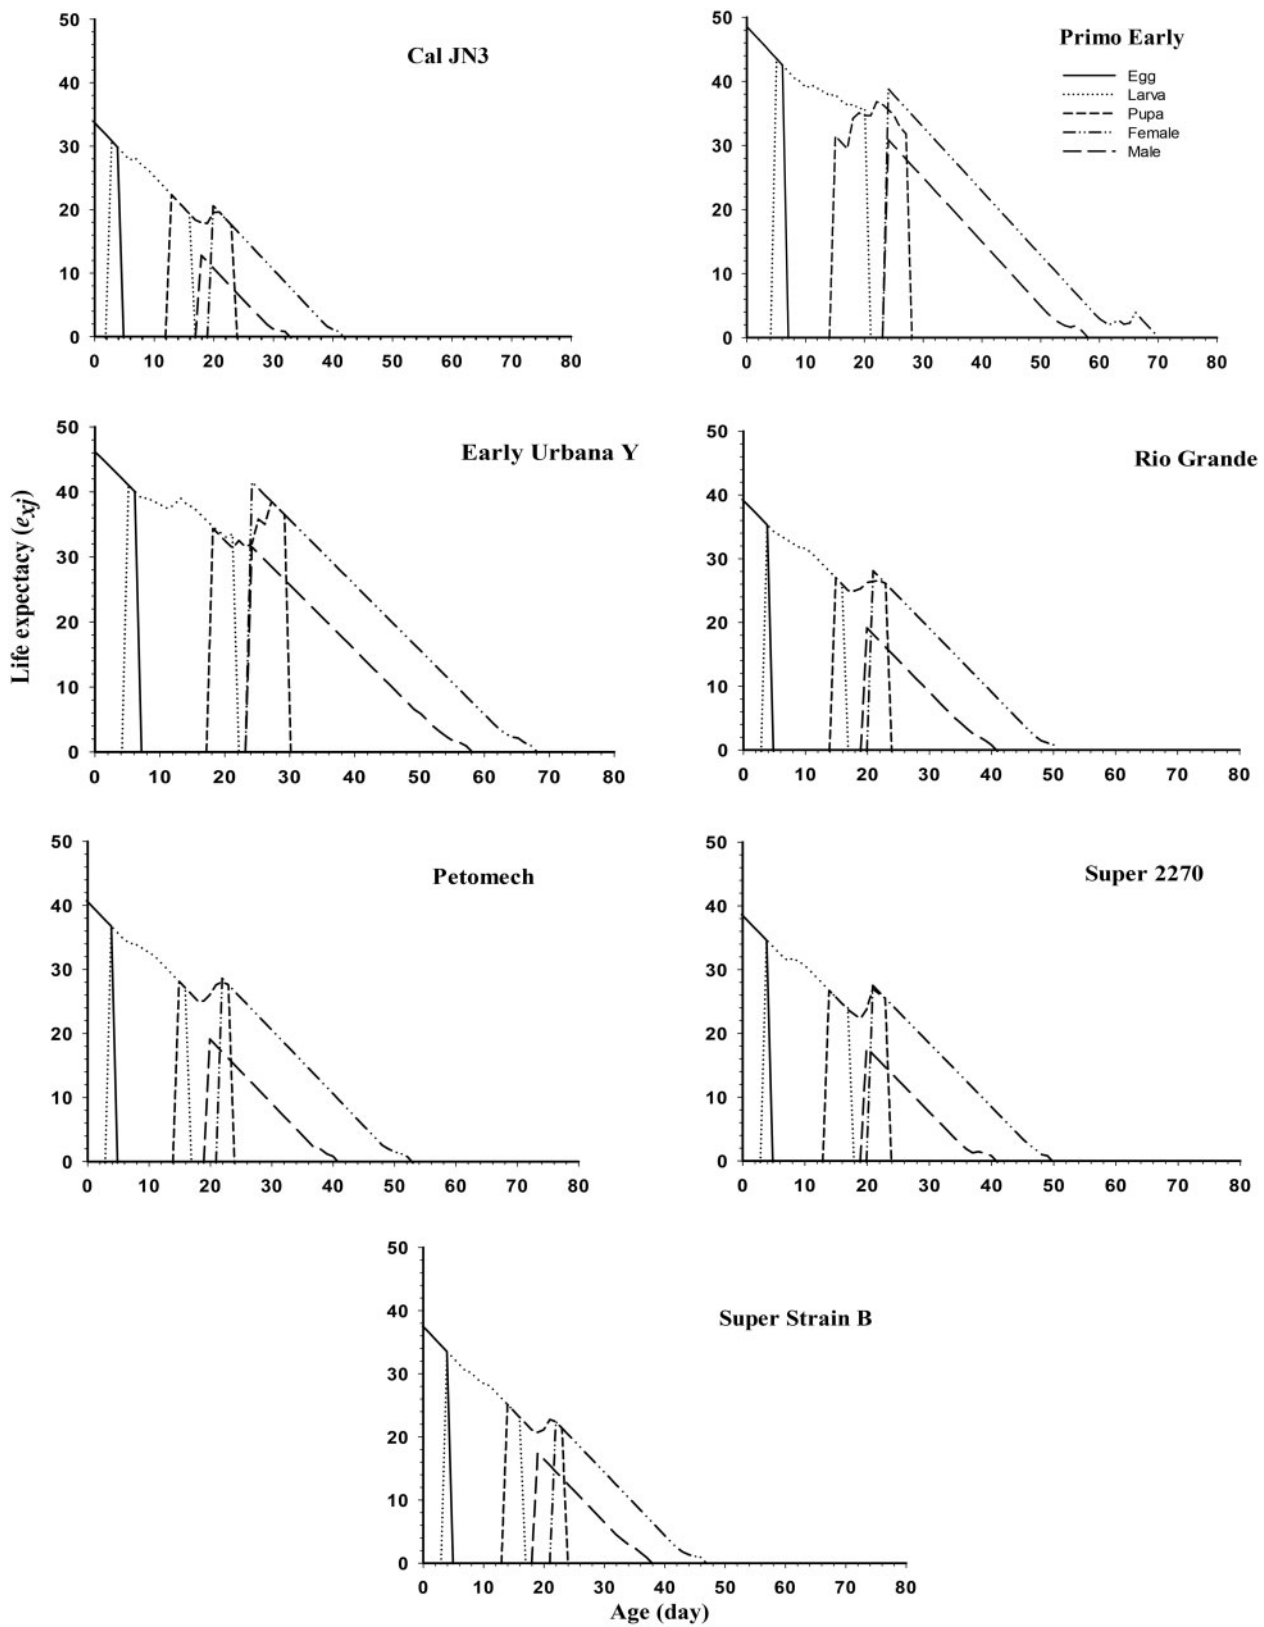 Cal JN3
50
40
30
20
10
0
0 10 20 30 40 50 60 70 80
Primo Early
Egg
Larva
Pupa
Female
Male
50
40
30
20
10
0
0 10 20 30 40 50 60 70 80
Life expectacy (exj)
Early Urbana Y
50
40
30
20
10
0
0 10 20 30 40 50 60 70 80
Rio Grande
50
40
30
20
10
0
0 10 20 30 40 50 60 70 80
Petomech
50
40
30
20
10
0
0 10 20 30 40 50 60 70 80
Super 2270
50
40
30
20
10
0
0 10 20 30 40 50 60 70 80
Super Strain B
50
40
30
20
10
0
0 10 20 30 40 50 60 70 80
Age (day)